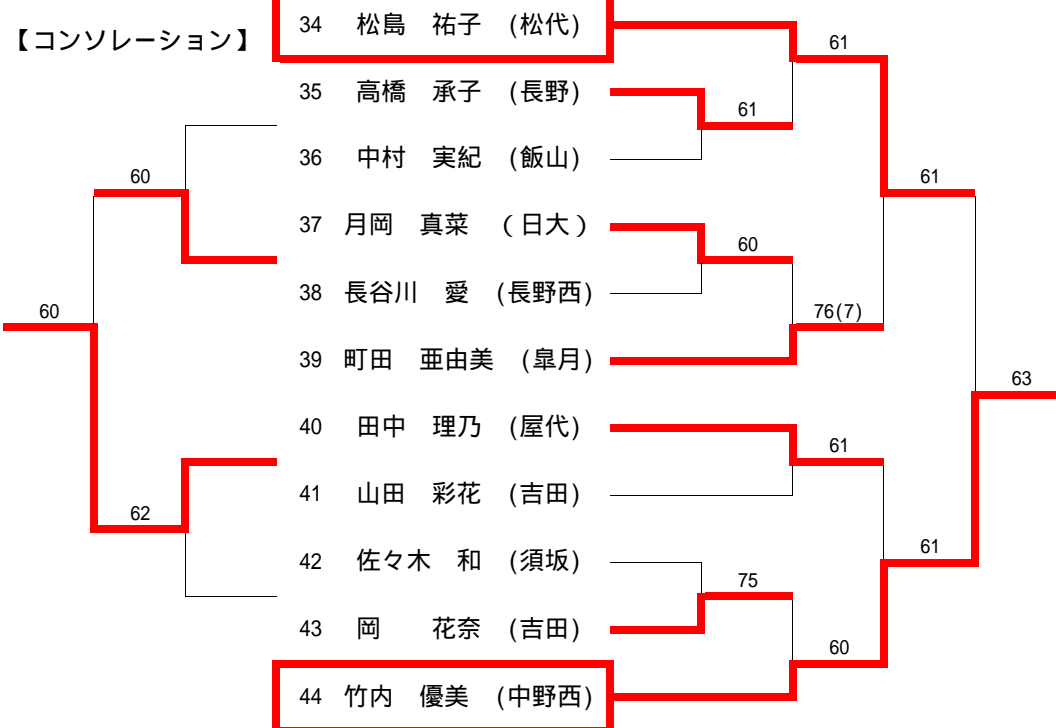 34 松島 祐子 (松代)
61
【コンソレーション】
35 高橋 承子 (長野)
61
36 中村 実紀 (飯山)
60
61
37 月岡 真菜 (日大)
60
38 長谷川 愛 (長野西)
60
76(7)
39 町田 亜由美 (皐月)
63
40 田中 理乃 (屋代)
61
41 山田 彩花 (吉田)
62
61
42 佐々木 和 (須坂)
75
43 岡 花奈 (吉田)
60
44 竹内 優美 (中野西)